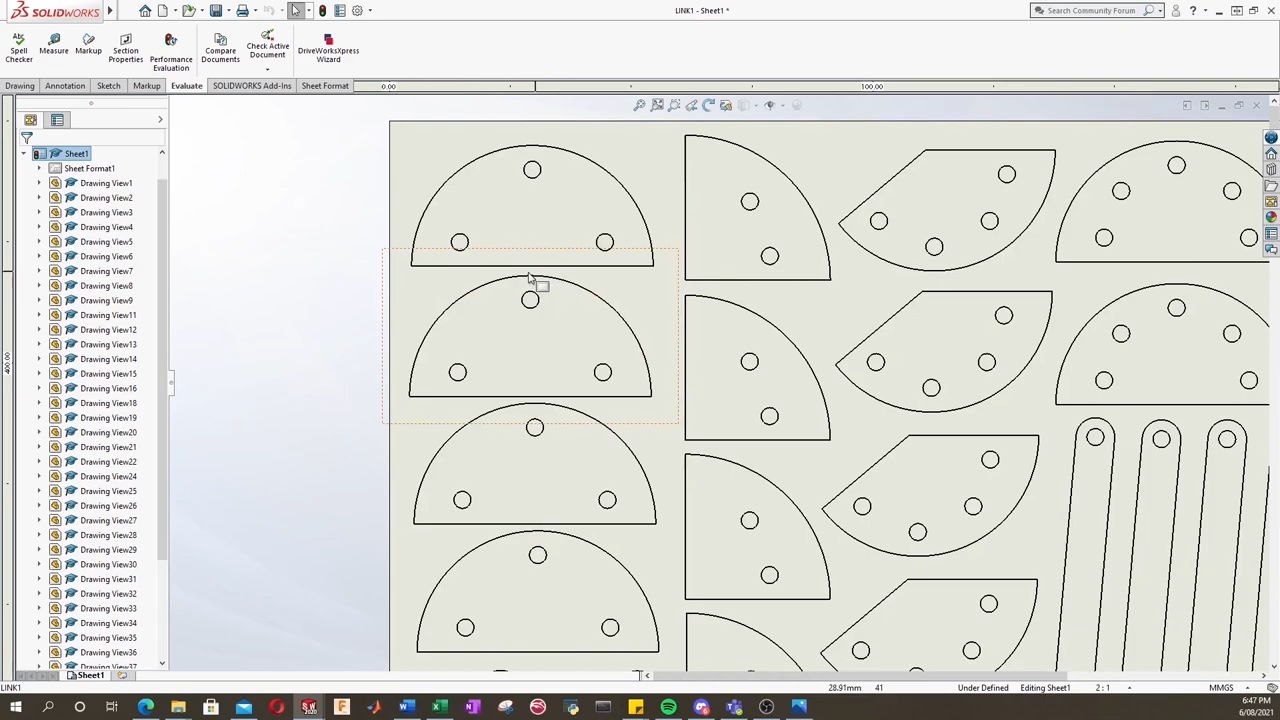 SOLIDWORKS
LINK1 - Sheet1 *
Search Community Forum
Spell Checker
Measure
Markup
Section Properties
Performance Evaluation
Compare Documents
Check Active Document
DriveWorksXpress Wizard
Drawing
Annotation
Sketch
Markup
Evaluate
SOLIDWORKS Add-Ins
Sheet Format
0.00
100.00
400.00
Sheet1
Sheet Format1
Drawing View1
Drawing View2
Drawing View3
Drawing View4
Drawing View5
Drawing View6
Drawing View7
Drawing View8
Drawing View9
Drawing View11
Drawing View12
Drawing View13
Drawing View14
Drawing View15
Drawing View16
Drawing View18
Drawing View19
Drawing View20
Drawing View21
Drawing View22
Drawing View24
Drawing View25
Drawing View26
Drawing View27
Drawing View28
Drawing View29
Drawing View30
Drawing View31
Drawing View32
Drawing View33
Drawing View34
Drawing View35
Drawing View36
Drawing View37
Sheet1
LINK1
28.91mm
41
Under Defined
Editing Sheet1
2 : 1
MMGS
6:47 PM
6/08/2021